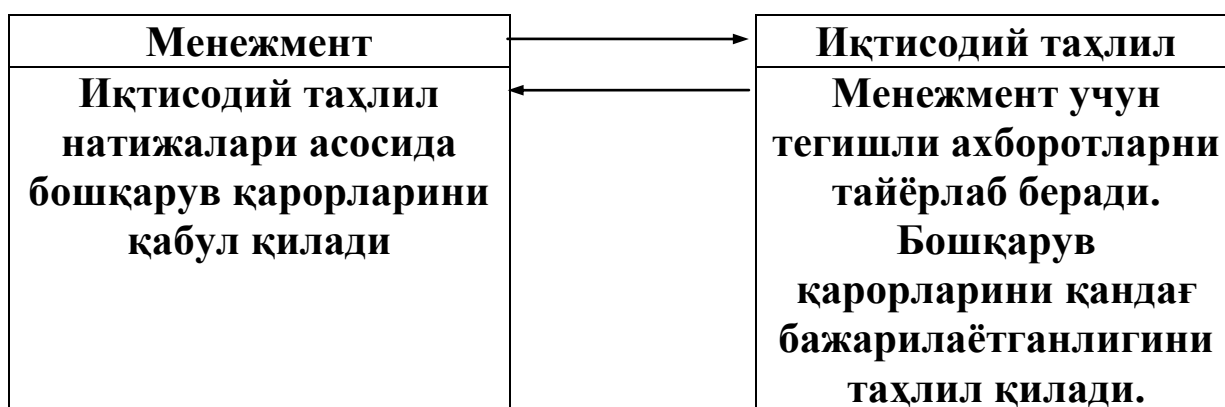 Менежмент
Иқтисодий таҳлил
натижалари асосида
бошқарув қарорларини
қабул қилади
Иқтисодий таҳлил
Менежмент учун
тегишли ахборотларни
тайёрлаб беради.
Бошқарув
қарорларини қандағ
бажарилаётганлигини
таҳлил қилади.